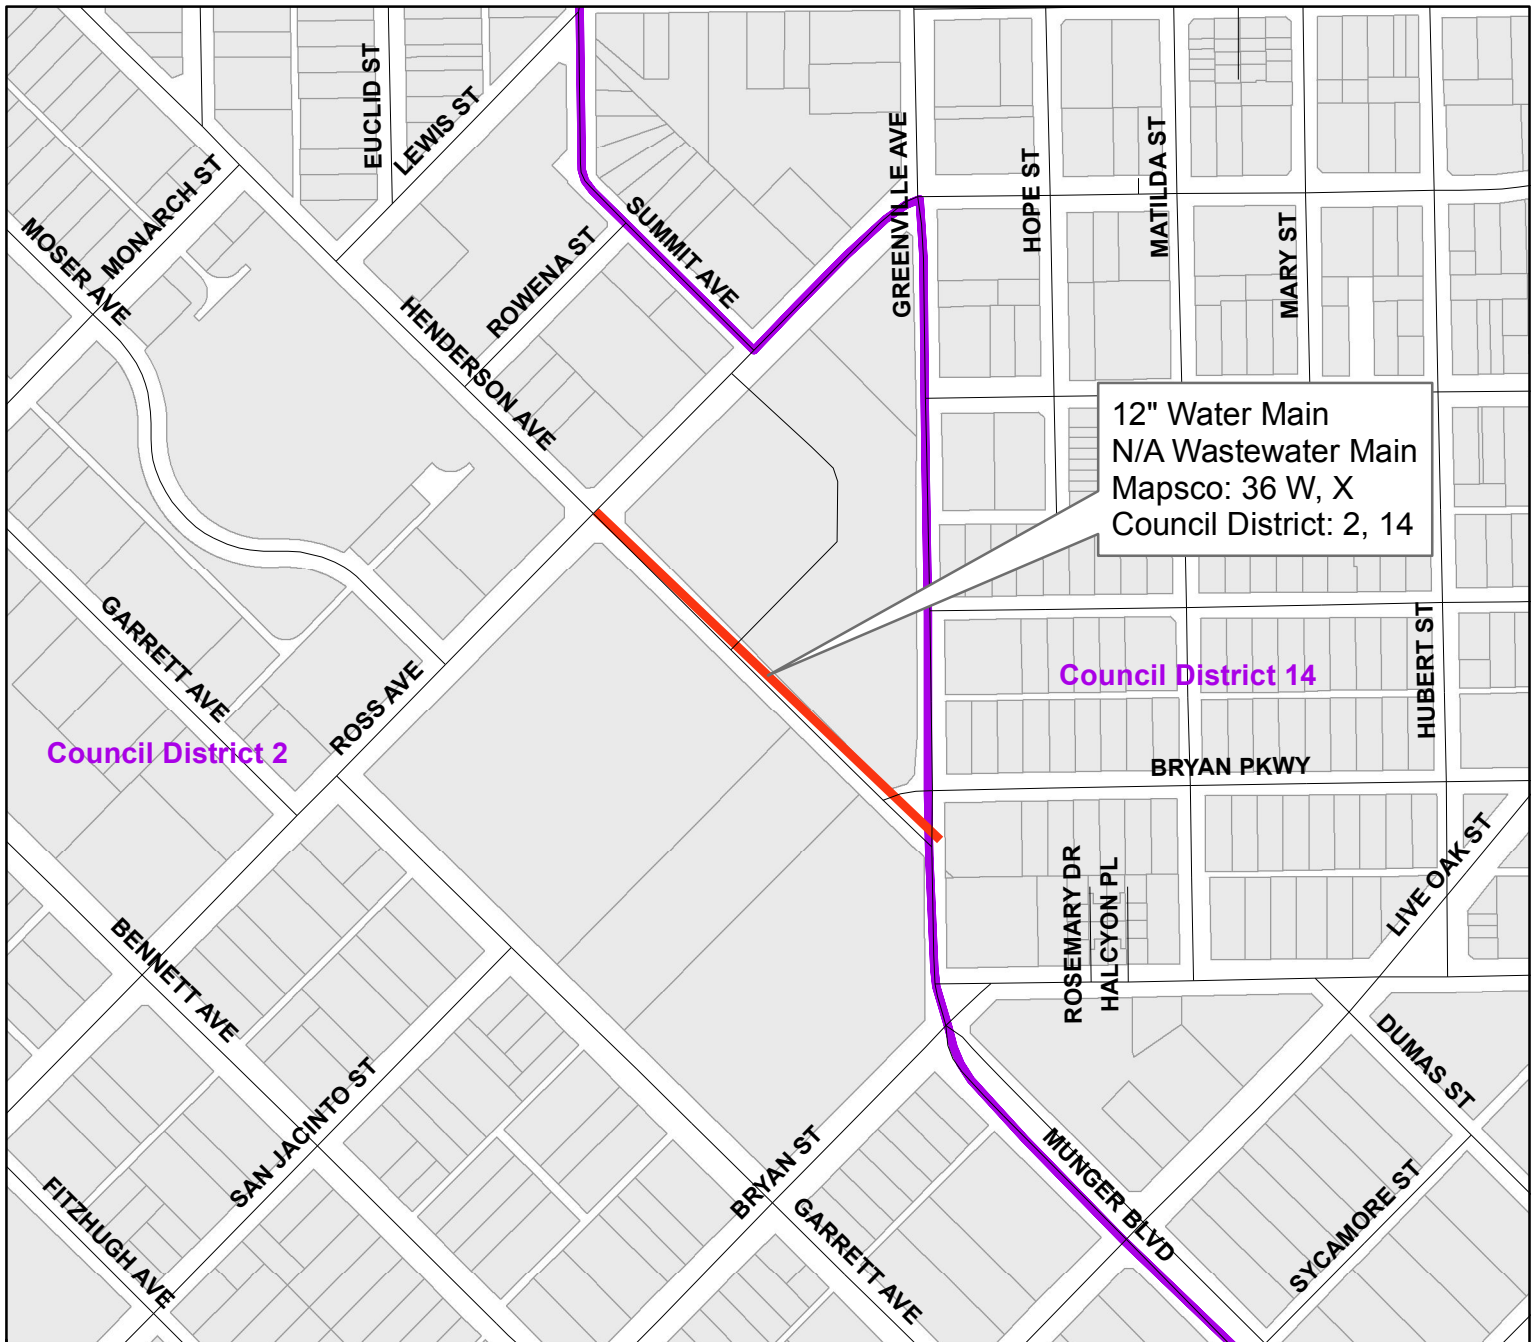 EUCLID ST
LEWIS ST
MONARCH ST
MOSER AVE
GREENVILLE AVE
HOPE ST
MATILDA ST
MARY ST
SUMMIT AVE
ROWENA ST
HENDERSON AVE
12" Water Main
N/A Wastewater Main
Mapsco: 36 W, X
Council District: 2, 14
GARRETT AVE
ROSS AVE
Council District 2
Council District 14
HUBERT ST
BRYAN PKWY
LIVE OAK ST
ROSEMARY DR
HALCYON PL
BENNETT AVE
SAN JACINTO ST
FITZHUGH AVE
BRYAN ST
GARRETT AVE
MUNGER BLVD
DUMAS ST
SYCAMORE ST